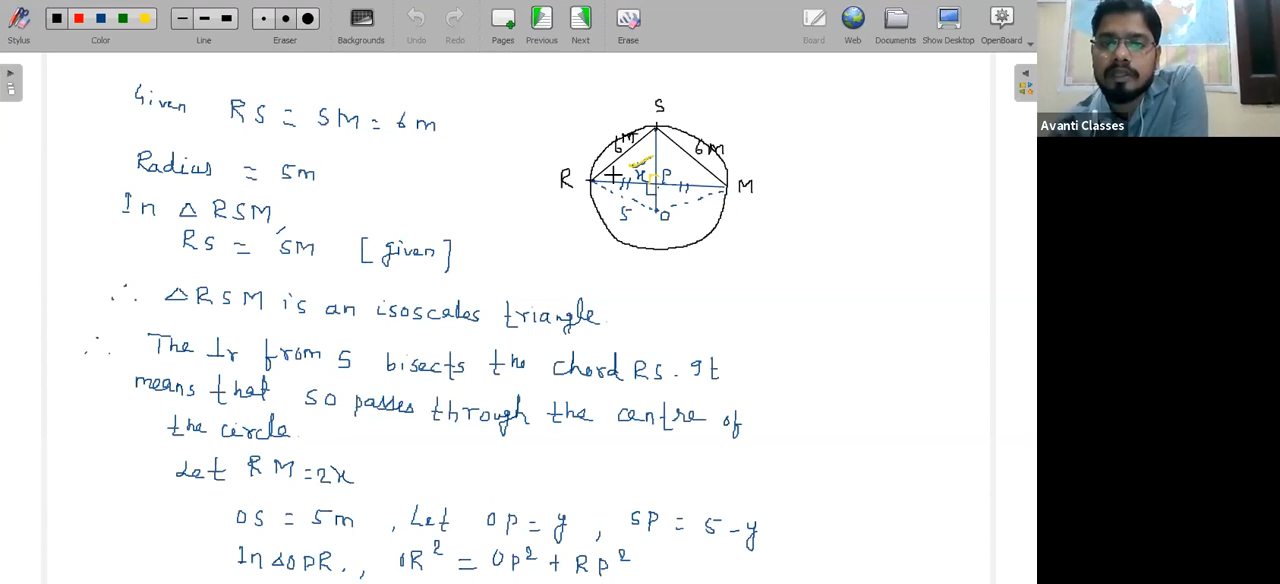 Stylus
Color
Line
Eraser
Backgrounds
Undo
Redo
Pages
Previous
Next
Erase
Board
Web
Documents
Show Desktop
OpenBoard
Avanti Classes
Given RS = SM = 6m
Radius = 5m
In △ RSM,
RS = SM [given]
∴ △RSM is an isoscales triangle.
∴ The ⊥r from S bisects the chord RS. It
means that SO passes through the centre of
the circle.
Let RM = 2x
OS = 5m, Let OP = y, SP = 5 - y
In △OPR., OR² = OP² + RP²
S
6M
6M
R
x
P
M
5
O